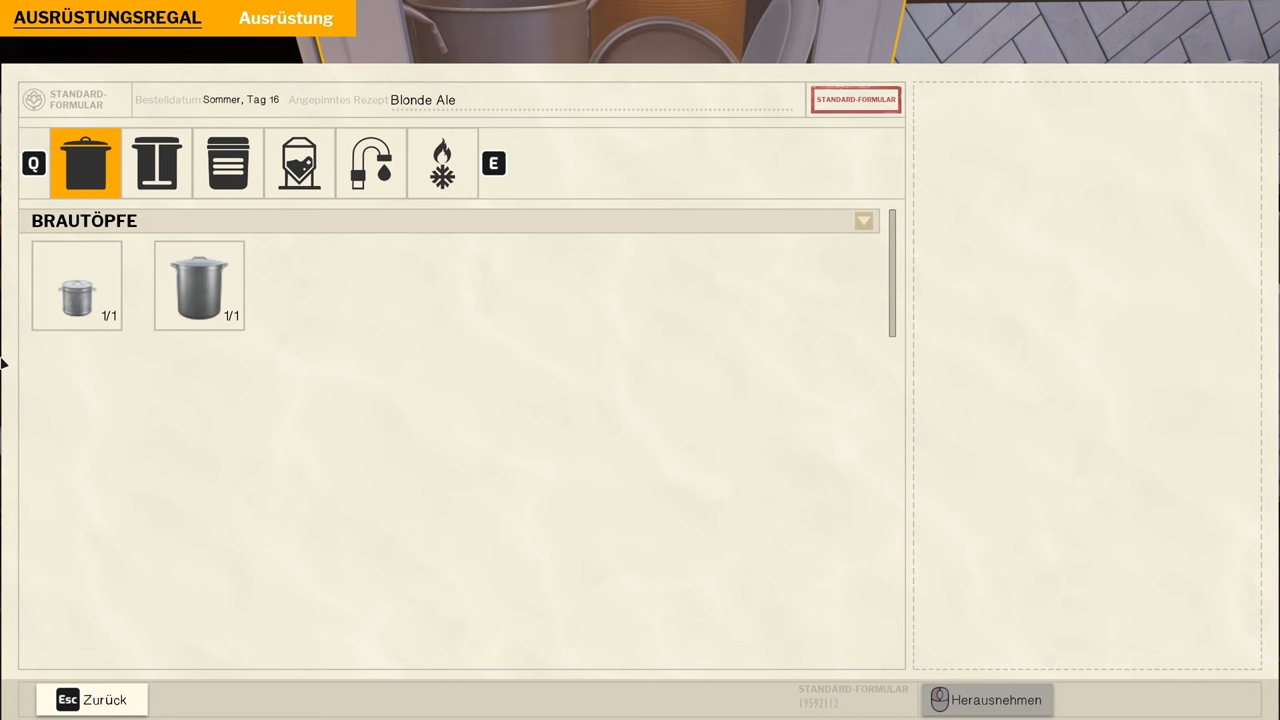 AUSRÜSTUNGSREGAL Ausrüstung
STANDARD-
FORMULAR
Bestelldatum Sommer, Tag 16 Angepinntes Rezept Blonde Ale
STANDARD-FORMULAR
Q E
BRAUTÖPFE
1/1 1/1
Esc Zurück
STANDARD-FORMULAR
19592112
Herausnehmen